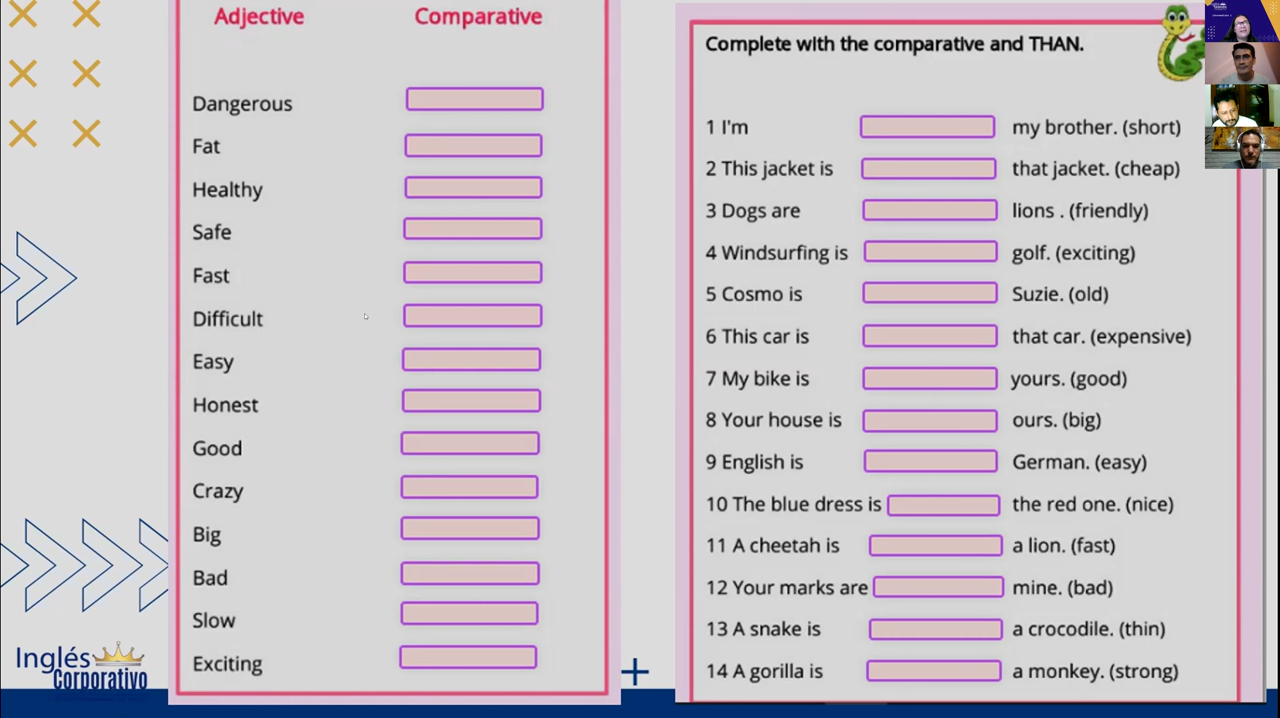 Adjective Comparative
Dangerous
Fat
Healthy
Safe
Fast
Difficult
Easy
Honest
Good
Crazy
Big
Bad
Slow
Exciting
Complete with the comparative and THAN.
1 I'm my brother. (short)
2 This jacket is that jacket. (cheap)
3 Dogs are lions . (friendly)
4 Windsurfing is golf. (exciting)
5 Cosmo is Suzie. (old)
6 This car is that car. (expensive)
7 My bike is yours. (good)
8 Your house is ours. (big)
9 English is German. (easy)
10 The blue dress is the red one. (nice)
11 A cheetah is a lion. (fast)
12 Your marks are mine. (bad)
13 A snake is a crocodile. (thin)
14 A gorilla is a monkey. (strong)
Inglés
Corporativo